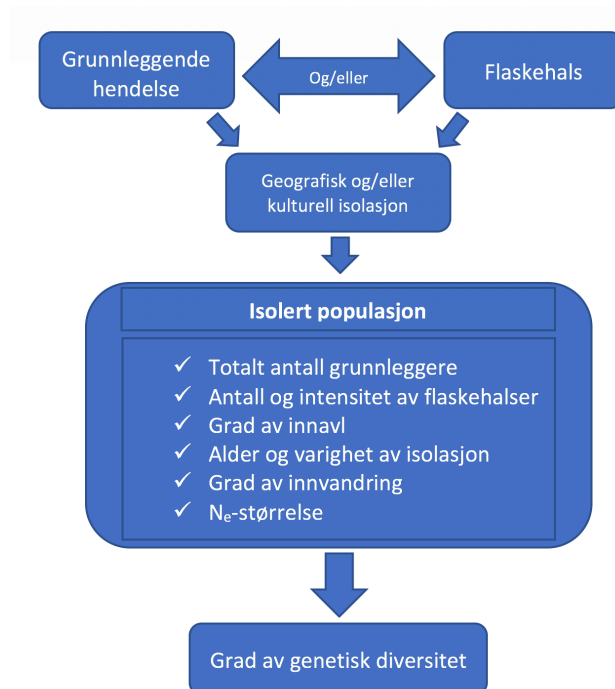 Grunnleggende
hendelse
Og/eller
Flaskehals
Geografisk og/eller
kulturell isolasjon
Isolert populasjon
✓ Totalt antall grunnleggere
✓ Antall og intensitet av flaskehalser
✓ Grad av innavl
✓ Alder og varighet av isolasjon
✓ Grad av innvandring
✓ Nₑ-størrelse
Grad av genetisk diversitet